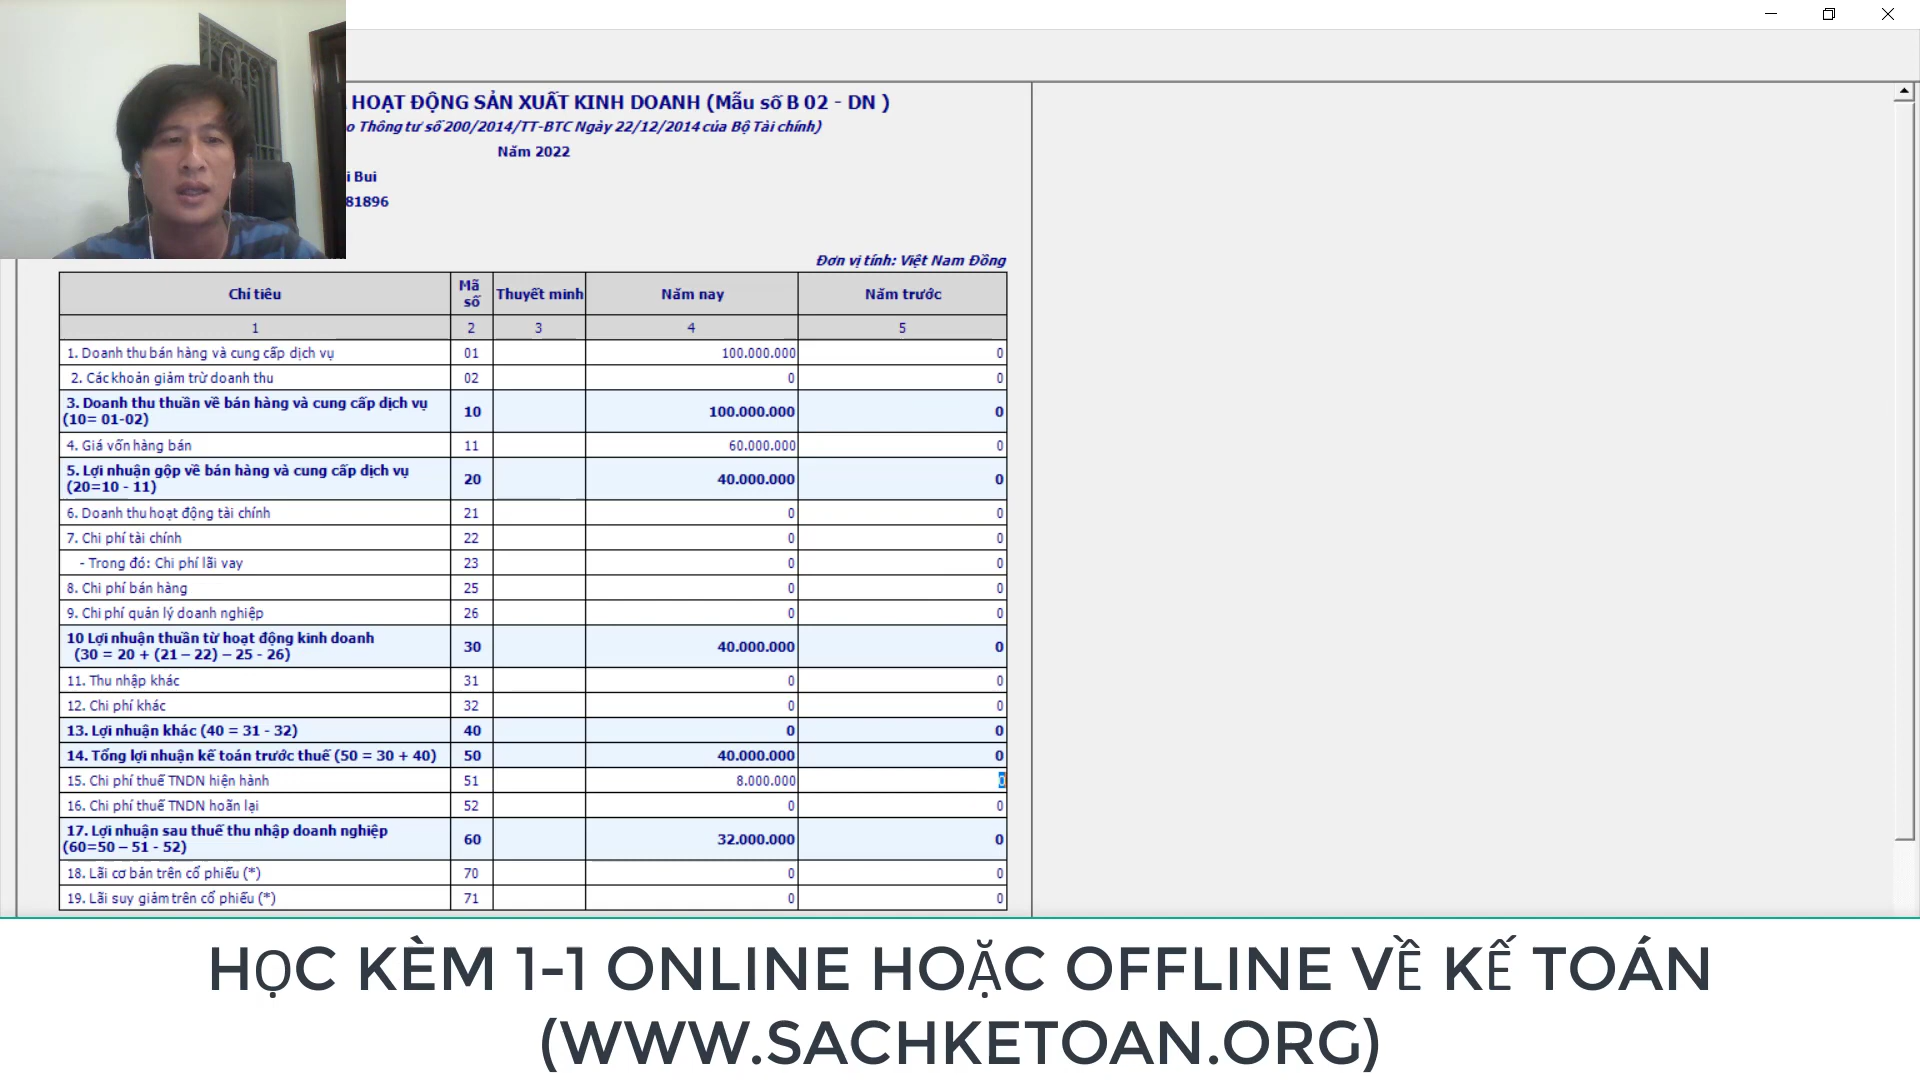 HOẠT ĐỘNG SẢN XUẤT KINH DOANH (Mẫu số B 02 - DN )
o Thông tư số 200/2014/TT-BTC Ngày 22/12/2014 của Bộ Tài chính)
Năm 2022
i Bui
81896
Đơn vị tính: Việt Nam Đồng
Chỉ tiêu Mã số Thuyết minh Năm nay Năm trước
1 2 3 4 5
1. Doanh thu bán hàng và cung cấp dịch vụ 01 100.000.000 0
2. Các khoản giảm trừ doanh thu 02 0 0
3. Doanh thu thuần về bán hàng và cung cấp dịch vụ
(10= 01-02) 10 100.000.000 0
4. Giá vốn hàng bán 11 60.000.000 0
5. Lợi nhuận gộp về bán hàng và cung cấp dịch vụ
(20=10 - 11) 20 40.000.000 0
6. Doanh thu hoạt động tài chính 21 0 0
7. Chi phí tài chính 22 0 0
- Trong đó: Chi phí lãi vay 23 0 0
8. Chi phí bán hàng 25 0 0
9. Chi phí quản lý doanh nghiệp 26 0 0
10 Lợi nhuận thuần từ hoạt động kinh doanh
(30 = 20 + (21 – 22) – 25 - 26) 30 40.000.000 0
11. Thu nhập khác 31 0 0
12. Chi phí khác 32 0 0
13. Lợi nhuận khác (40 = 31 - 32) 40 0 0
14. Tổng lợi nhuận kế toán trước thuế (50 = 30 + 40) 50 40.000.000 0
15. Chi phí thuế TNDN hiện hành 51 8.000.000 0
16. Chi phí thuế TNDN hoãn lại 52 0 0
17. Lợi nhuận sau thuế thu nhập doanh nghiệp
(60=50 – 51 - 52) 60 32.000.000 0
18. Lãi cơ bản trên cổ phiếu (*) 70 0 0
19. Lãi suy giảm trên cổ phiếu (*) 71 0 0
HỌC KÈM 1-1 ONLINE HOẶC OFFLINE VỀ KẾ TOÁN
(WWW.SACHKETOAN.ORG)